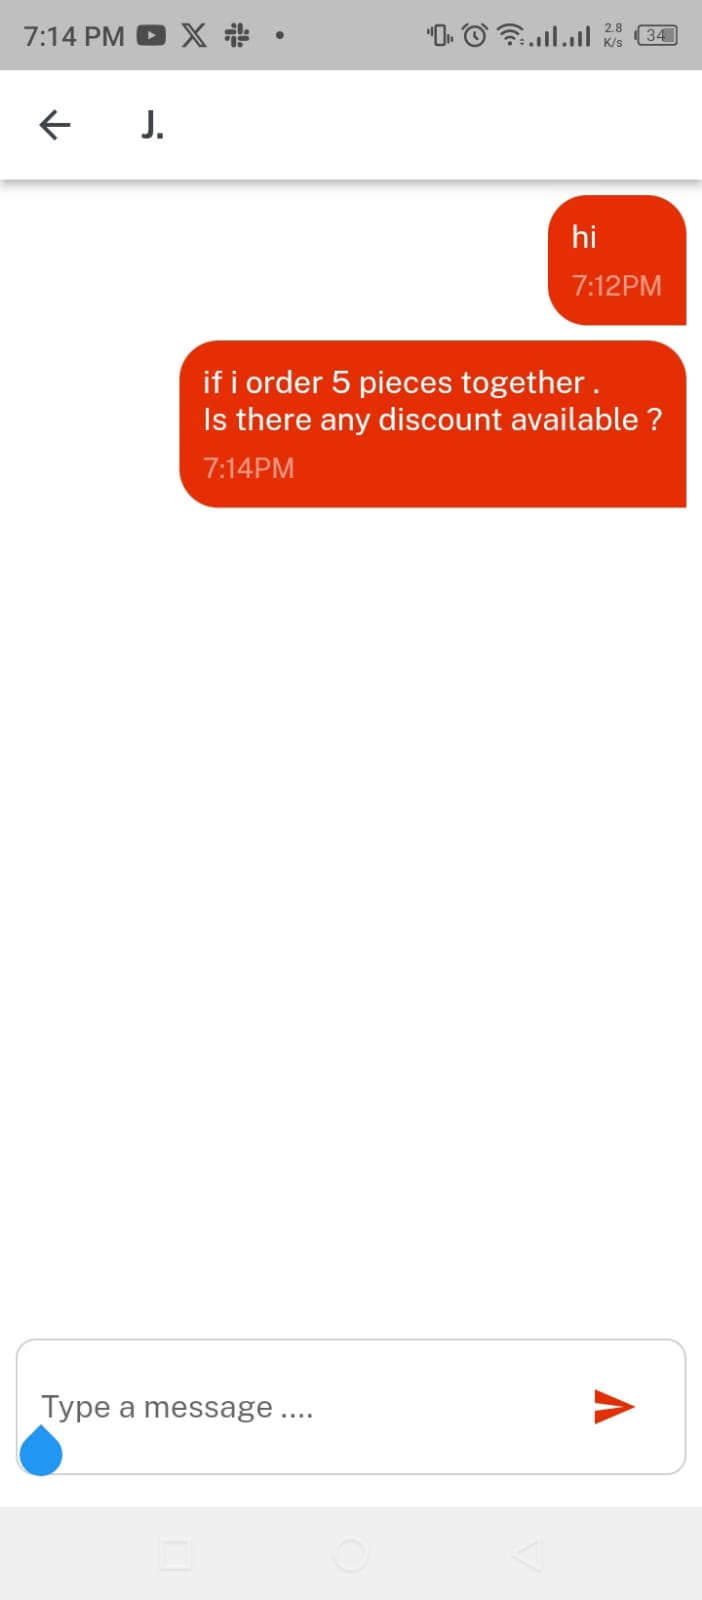 7:14 PM
2.8
K/s
34
J.
hi
7:12PM
if i order 5 pieces together .
Is there any discount available ?
7:14PM
Type a message ....